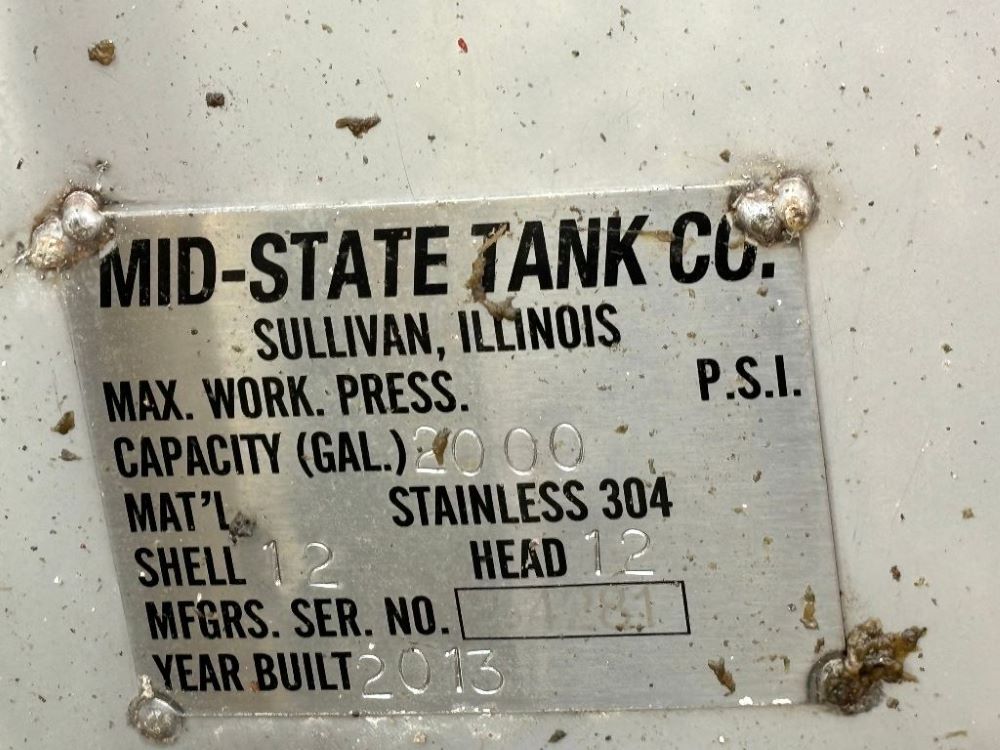 MID-STATE TANK CO.
SULLIVAN, ILLINOIS
MAX. WORK. PRESS. P.S.I.
CAPACITY (GAL.) 2000
MAT'L STAINLESS 304
SHELL 12 HEAD 12
MFGRS. SER. NO.
YEAR BUILT 2013